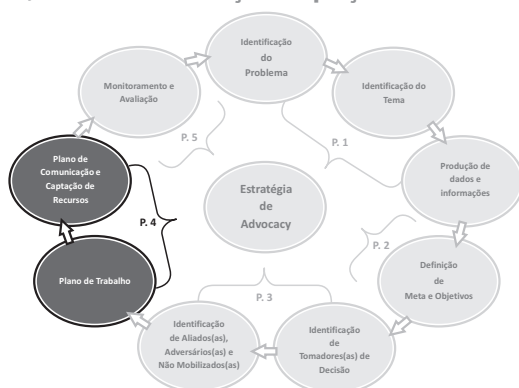 Identificação
do
Problema
Identificação do
Tema
Produção de
dados e
informações
Definição
de
Meta e Objetivos
Identificação
de
Tomadores(as) de
Decisão
Identificação
de Aliados(as),
Adversários(as) e
Não Mobilizados(as)
Plano de Trabalho
Plano de
Comunicação e
Captação de
Recursos
Monitoramento e
Avaliação
Estratégia
de
Advocacy
P. 1
P. 2
P. 3
P. 4
P. 5